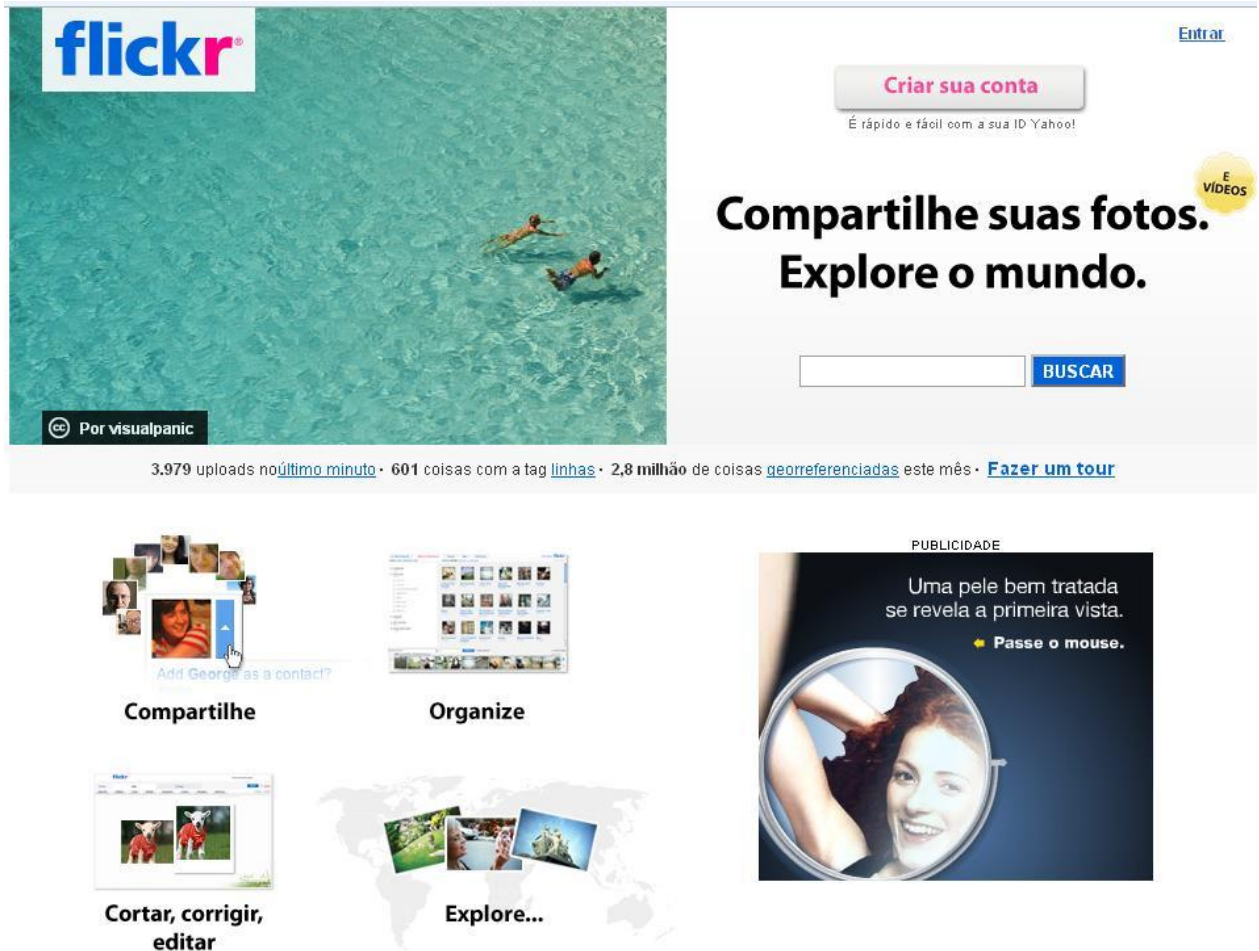 flickr®
Entrar
Criar sua conta
É rápido e fácil com a sua ID Yahoo!
E
VÍDEOS
Compartilhe suas fotos.
Explore o mundo.
BUSCAR
cc Por visualpanic
3.979 uploads noúltimo minuto · 601 coisas com a tag linhas · 2,8 milhão de coisas georreferenciadas este mês · Fazer um tour
Add George as a contact?
Compartilhe
Organize
PUBLICIDADE
Uma pele bem tratada
se revela a primeira vista.
Passe o mouse.
flickr
Cortar, corrigir,
editar
Explore...